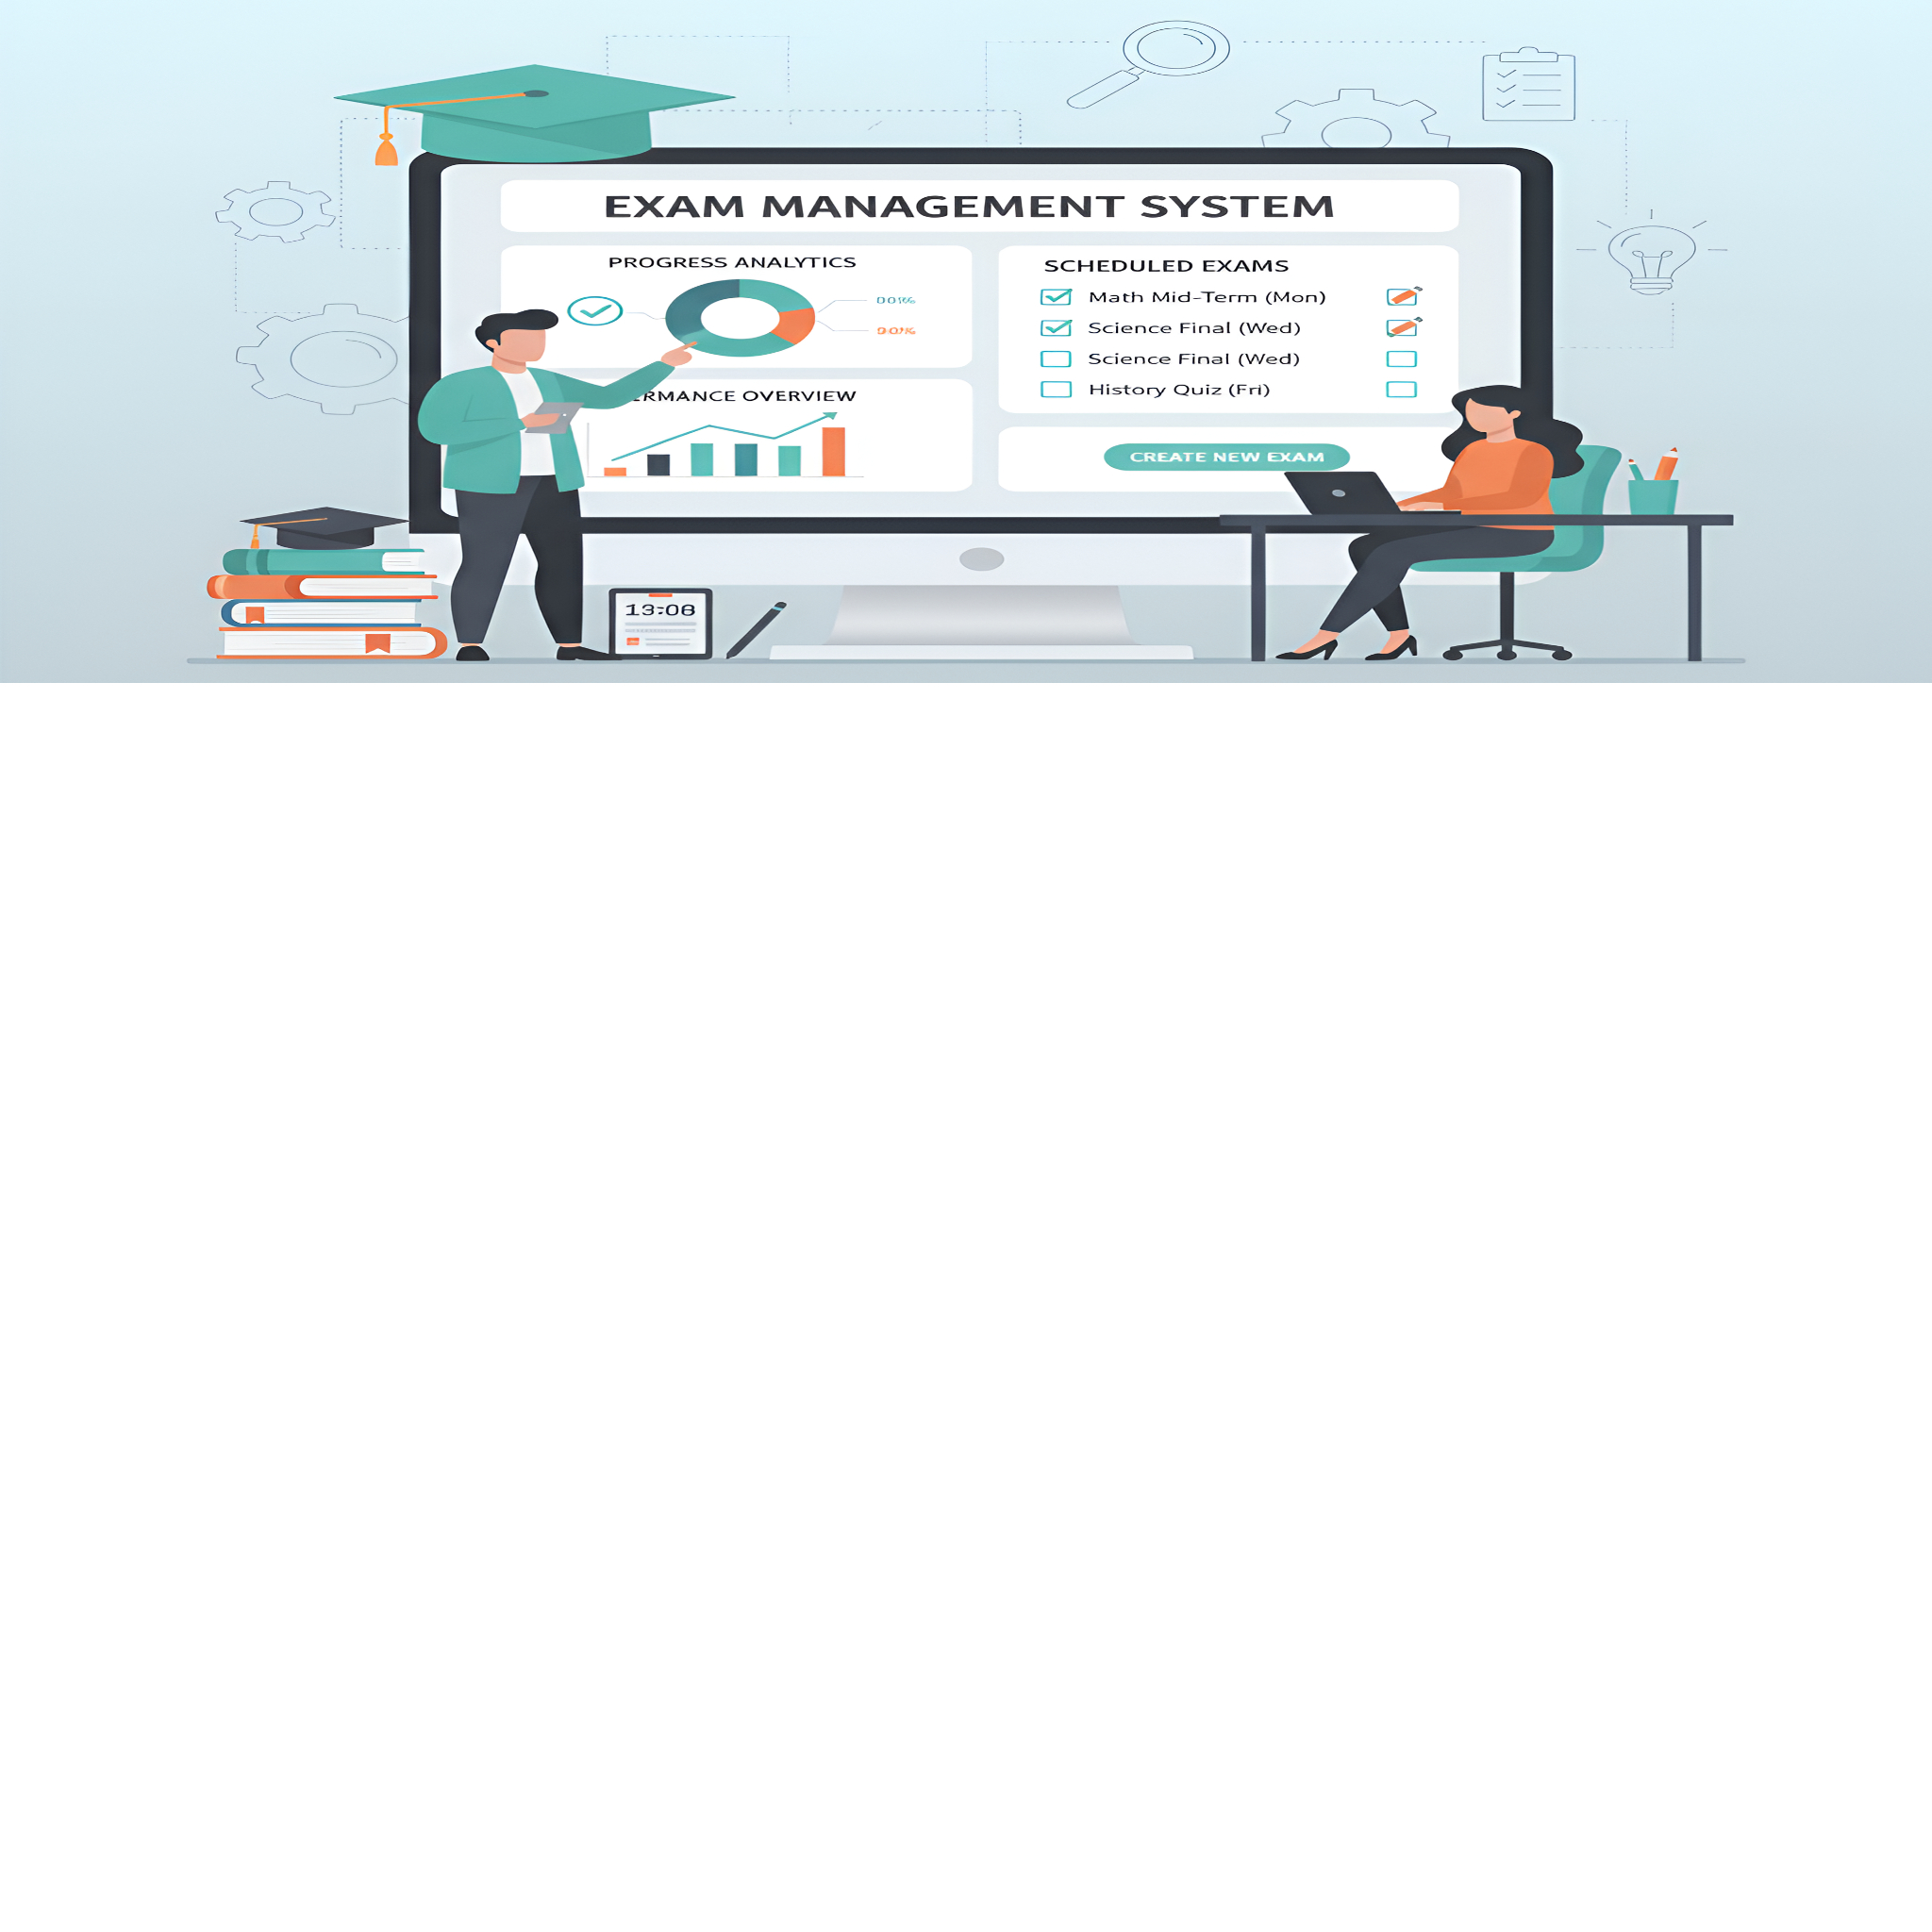 EXAM MANAGEMENT SYSTEM
PROGRESS ANALYTICS
ERMANCE OVERVIEW
SCHEDULED EXAMS
Math Mid-Term (Mon)
Science Final (Wed)
Science Final (Wed)
History Quiz (Fri)
CREATE NEW EXAM
13:08